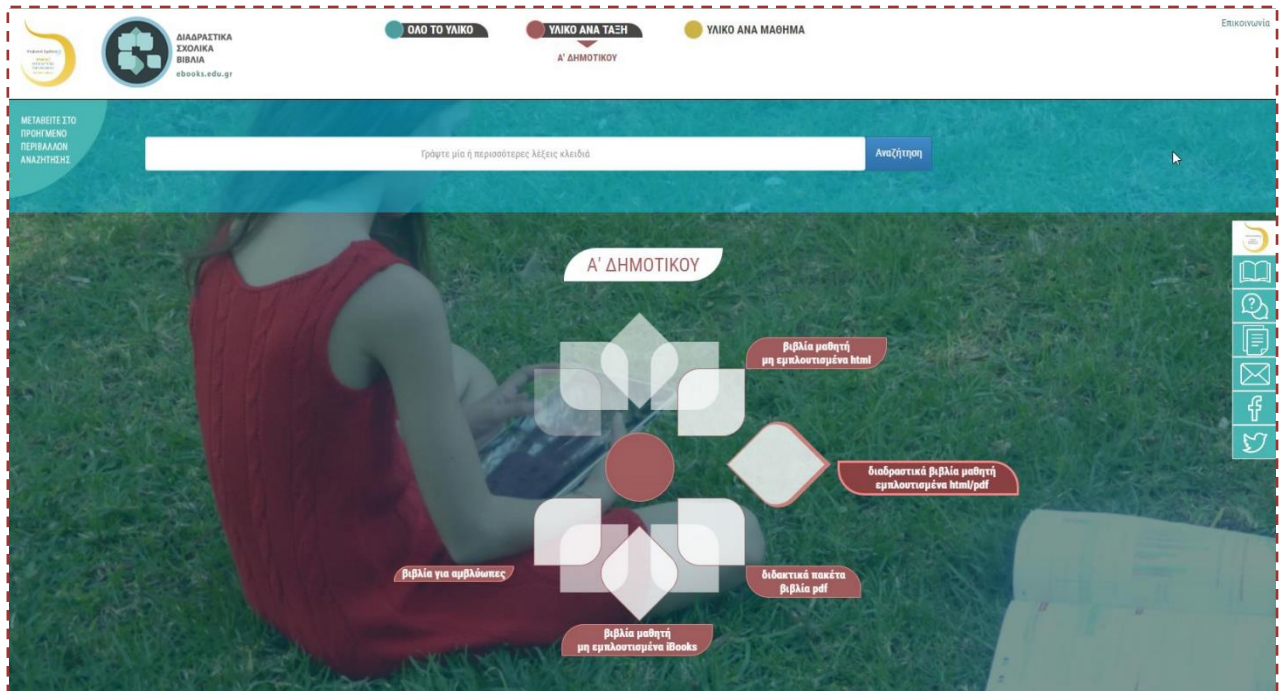 ΔΙΑΔΡΑΣΤΙΚΑ
ΣΧΟΛΙΚΑ
ΒΙΒΛΙΑ
ebooks.edu.gr
ΟΛΟ ΤΟ ΥΛΙΚΟ
ΥΛΙΚΟ ΑΝΑ ΤΑΞΗ
ΥΛΙΚΟ ΑΝΑ ΜΑΘΗΜΑ
Α' ΔΗΜΟΤΙΚΟΥ
Επικοινωνία
ΜΕΤΑΒΕΙΤΕ ΣΤΟ
ΠΡΟΗΓΜΕΝΟ
ΠΕΡΙΒΑΛΛΟΝ
ΑΝΑΖΗΤΗΣΗΣ
Γράψτε μία ή περισσότερες λέξεις κλειδιά
Αναζήτηση
Α' ΔΗΜΟΤΙΚΟΥ
βιβλία μαθητή
μη εμπλουτισμένα html
διαδραστικά βιβλία μαθητή
εμπλουτισμένα html/pdf
βιβλία για αμβλύωπες
διδακτικά πακέτα
βιβλία pdf
βιβλία μαθητή
μη εμπλουτισμένα iBooks